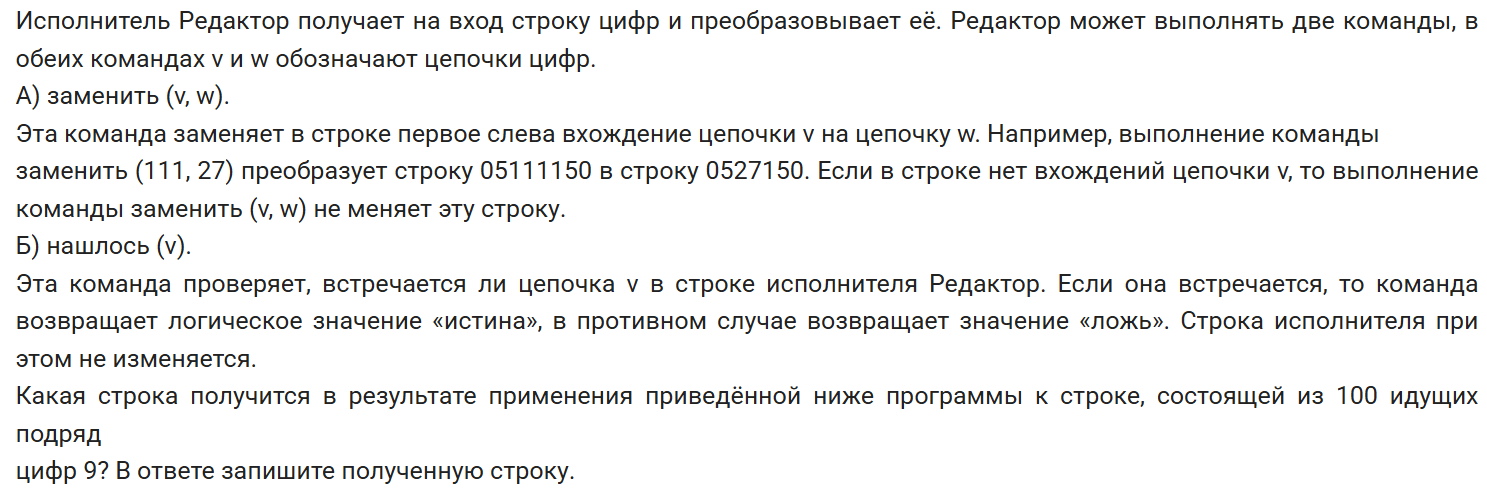 Исполнитель Редактор получает на вход строку цифр и преобразовывает её. Редактор может выполнять две команды, в
обеих командах v и w обозначают цепочки цифр.
А) заменить (v, w).
Эта команда заменяет в строке первое слева вхождение цепочки v на цепочку w. Например, выполнение команды
заменить (111, 27) преобразует строку 05111150 в строку 0527150. Если в строке нет вхождений цепочки v, то выполнение
команды заменить (v, w) не меняет эту строку.
Б) нашлось (v).
Эта команда проверяет, встречается ли цепочка v в строке исполнителя Редактор. Если она встречается, то команда
возвращает логическое значение «истина», в противном случае возвращает значение «ложь». Строка исполнителя при
этом не изменяется.
Какая строка получится в результате применения приведённой ниже программы к строке, состоящей из 100 идущих
подряд
цифр 9? В ответе запишите полученную строку.